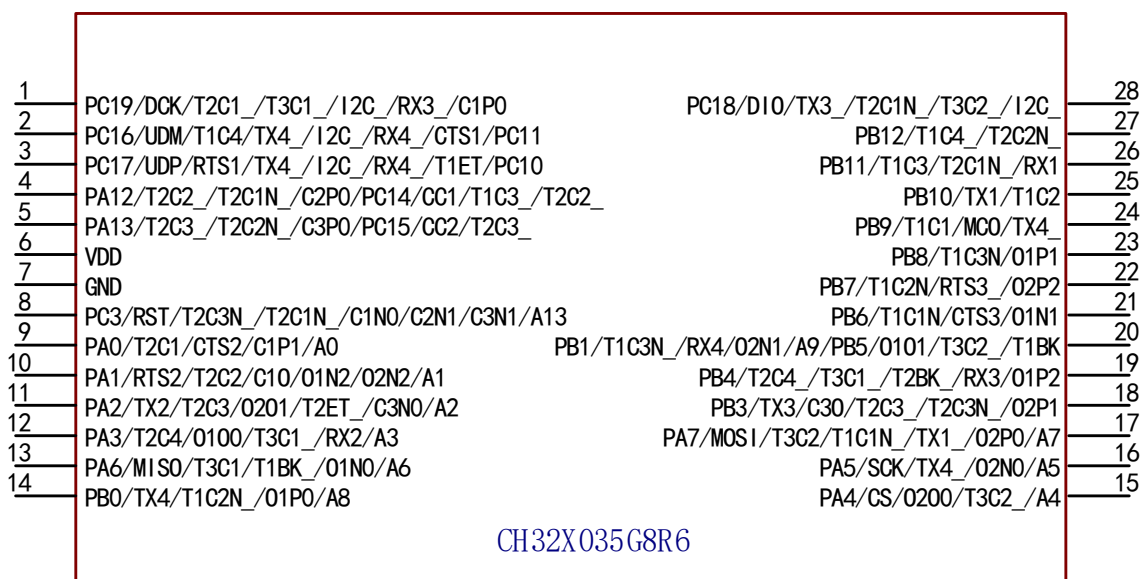 1 PC19/DCK/T2C1_/T3C1_/I2C_/RX3_/C1P0
2 PC16/UDM/T1C4/TX4_/I2C_/RX4_/CTS1/PC11
3 PC17/UDP/RTS1/TX4_/I2C_/RX4_/T1ET/PC10
4 PA12/T2C2_/T2C1N_/C2P0/PC14/CC1/T1C3_/T2C2_
5 PA13/T2C3_/T2C2N_/C3P0/PC15/CC2/T2C3_
6 VDD
7 GND
8 PC3/RST/T2C3N_/T2C1N_/C1N0/C2N1/C3N1/A13
9 PA0/T2C1/CTS2/C1P1/A0
10 PA1/RTS2/T2C2/C1O/O1N2/O2N2/A1
11 PA2/TX2/T2C3/O2O1/T2ET_/C3N0/A2
12 PA3/T2C4/O1O0/T3C1_/RX2/A3
13 PA6/MISO/T3C1/T1BK_/O1N0/A6
14 PB0/TX4/T1C2N_/O1P0/A8
PC18/DIO/TX3_/T2C1N_/T3C2_/I2C_ 28
PB12/T1C4_/T2C2N_ 27
PB11/T1C3/T2C1N_/RX1 26
PB10/TX1/T1C2 25
PB9/T1C1/MCO/TX4_ 24
PB8/T1C3N/O1P1 23
PB7/T1C2N/RTS3_/O2P2 22
PB6/T1C1N/CTS3/O1N1 21
PB1/T1C3N_/RX4/O2N1/A9/PB5/O1O1/T3C2_/T1BK 20
PB4/T2C4_/T3C1_/T2BK_/RX3/O1P2 19
PB3/TX3/C3O/T2C3_/T2C3N_/O2P1 18
PA7/MOSI/T3C2/T1C1N_/TX1_/O2P0/A7 17
PA5/SCK/TX4_/O2N0/A5 16
PA4/CS/O2O0/T3C2_/A4 15
CH32X035G8R6